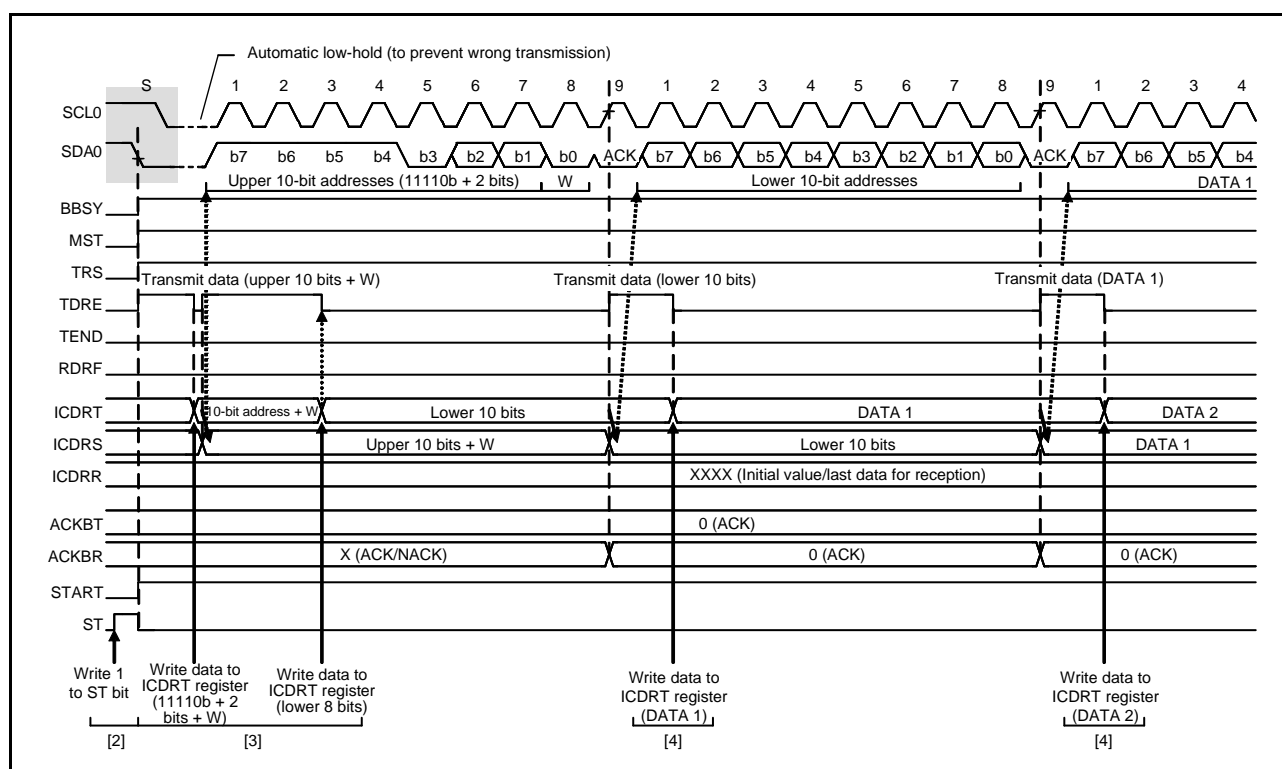 Automatic low-hold (to prevent wrong transmission)
S 1 2 3 4 5 6 7 8 9 1 2 3 4 5 6 7 8 9 1 2 3 4
SCL0
SDA0 b7 b6 b5 b4 b3 b2 b1 b0 ACK b7 b6 b5 b4 b3 b2 b1 b0 ACK b7 b6 b5 b4
Upper 10-bit addresses (11110b + 2 bits) W Lower 10-bit addresses DATA 1
BBSY
MST
TRS
Transmit data (upper 10 bits + W) Transmit data (lower 10 bits) Transmit data (DATA 1)
TDRE
TEND
RDRF
ICDRT 10-bit address + W Lower 10 bits DATA 1 DATA 2
ICDRS Upper 10 bits + W Lower 10 bits DATA 1
ICDRR XXXX (Initial value/last data for reception)
ACKBT 0 (ACK)
ACKBR X (ACK/NACK) 0 (ACK) 0 (ACK)
START
ST
Write 1
to ST bit
Write data to
ICDRT register
(11110b + 2
bits + W)
Write data to
ICDRT register
(lower 8 bits)
Write data to
ICDRT register
(DATA 1)
Write data to
ICDRT register
(DATA 2)
[2] [3] [4] [4]